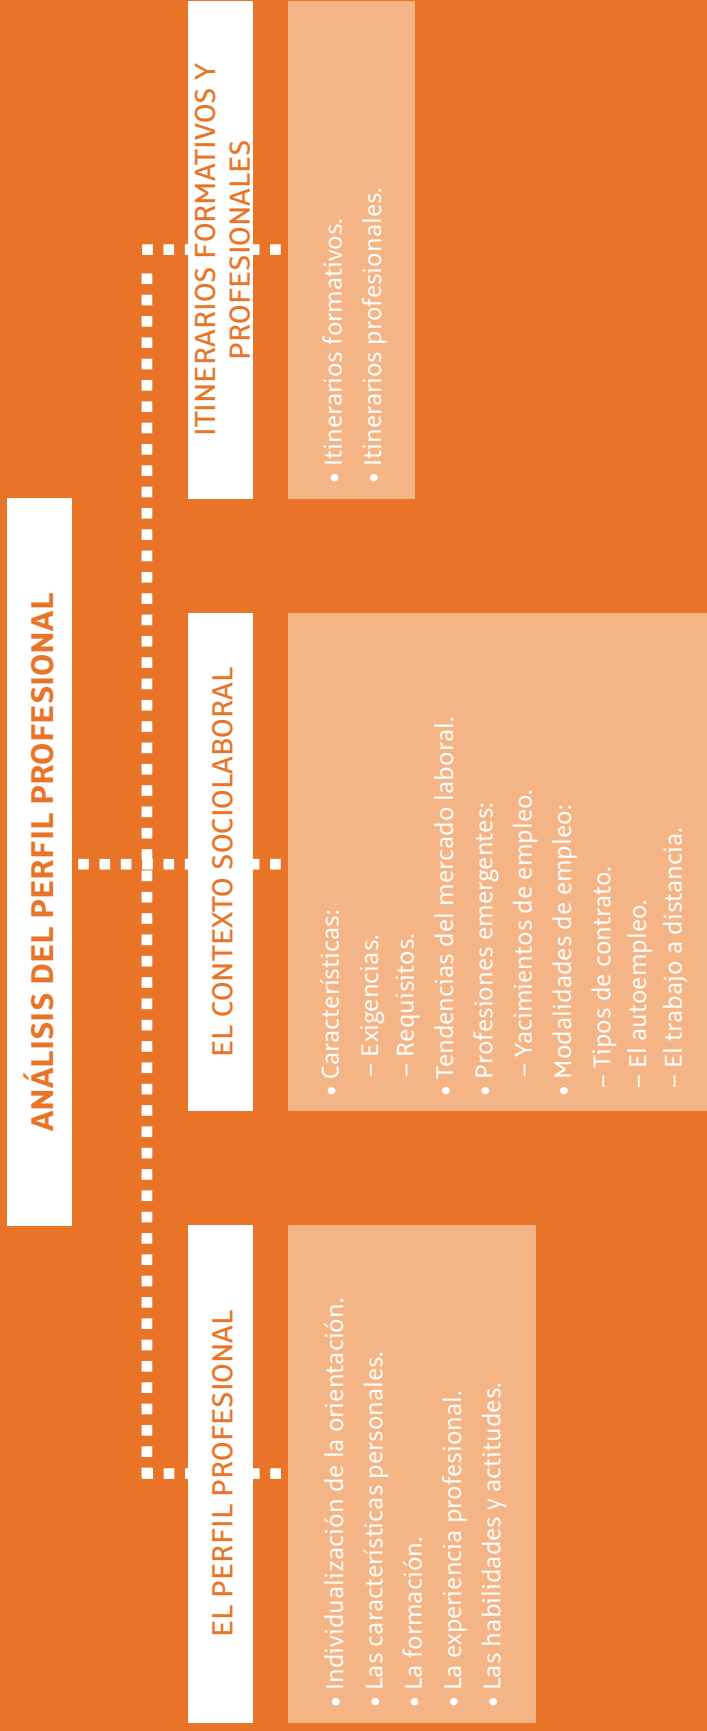 ANÁLISIS DEL PERFIL PROFESIONAL
EL PERFIL PROFESIONAL
• Individualización de la orientación.
• Las características personales.
• La formación.
• La experiencia profesional.
• Las habilidades y actitudes.
EL CONTEXTO SOCIOLABORAL
• Características:
– Exigencias.
– Requisitos.
• Tendencias del mercado laboral.
• Profesiones emergentes:
– Yacimientos de empleo.
• Modalidades de empleo:
– Tipos de contrato.
– El autoempleo.
– El trabajo a distancia.
ITINERARIOS FORMATIVOS Y
PROFESIONALES
• Itinerarios formativos.
• Itinerarios profesionales.